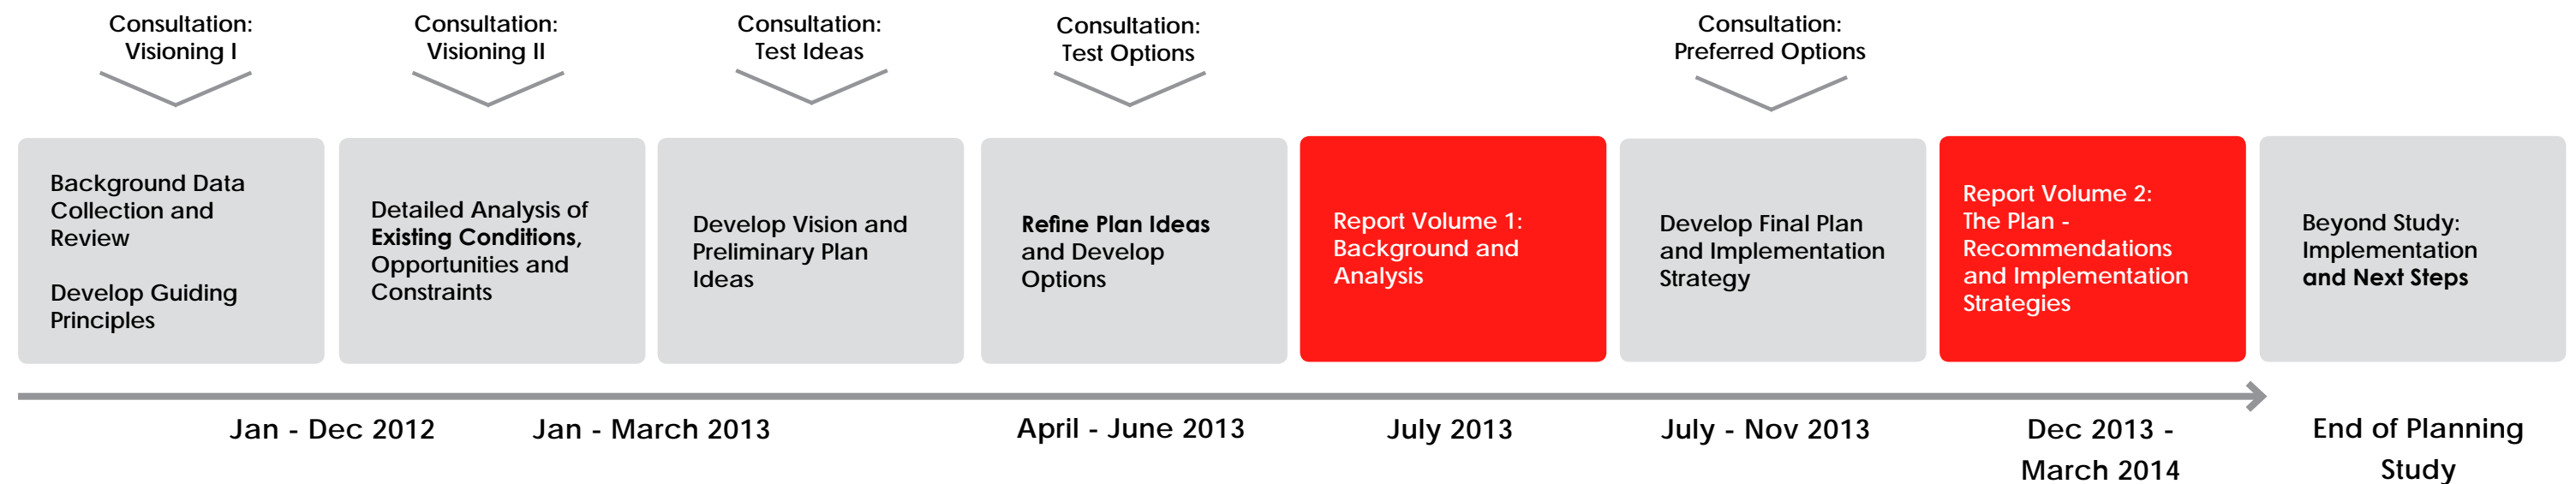 Consultation:
Visioning I
Consultation:
Visioning II
Consultation:
Test Ideas
Consultation:
Test Options
Consultation:
Preferred Options
Background Data
Collection and
Review
Develop Guiding
Principles
Detailed Analysis of
Existing Conditions,
Opportunities and
Constraints
Develop Vision and
Preliminary Plan
Ideas
Refine Plan Ideas
and Develop
Options
Report Volume 1:
Background and
Analysis
Develop Final Plan
and Implementation
Strategy
Report Volume 2:
The Plan -
Recommendations
and Implementation
Strategies
Beyond Study:
Implementation
and Next Steps
Jan - Dec 2012
Jan - March 2013
April - June 2013
July 2013
July - Nov 2013
Dec 2013 -
March 2014
End of Planning
Study